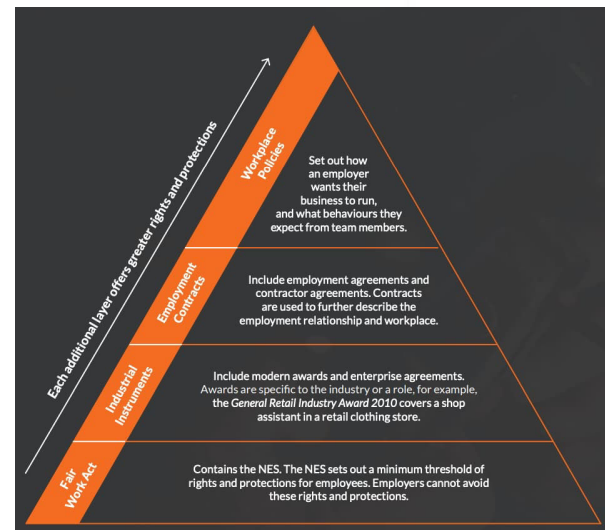 Each additional layer offers greater rights and protections
Workplace
Policies
Set out how
an employer
wants their
business to run,
and what behaviours they
expect from team members.
Employment
Contracts
Include employment agreements and
contractor agreements. Contracts
are used to further describe the
employment relationship and workplace.
Industrial
Instruments
Include modern awards and enterprise agreements.
Awards are specific to the industry or a role, for example,
the General Retail Industry Award 2010 covers a shop
assistant in a retail clothing store.
Fair
Work Act
Contains the NES. The NES sets out a minimum threshold of
rights and protections for employees. Employers cannot avoid
these rights and protections.